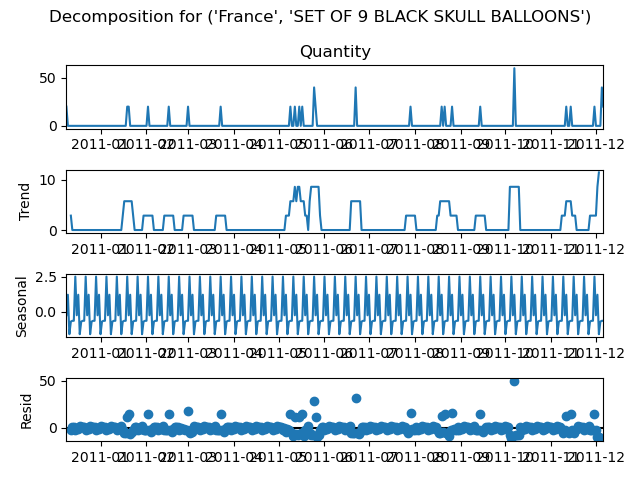 Decomposition for ('France', 'SET OF 9 BLACK SKULL BALLOONS')
Quantity
50
0
2011-01 2011-02 2011-03 2011-04 2011-05 2011-06 2011-07 2011-08 2011-09 2011-10 2011-11 2011-12
Trend
10
0
2011-01 2011-02 2011-03 2011-04 2011-05 2011-06 2011-07 2011-08 2011-09 2011-10 2011-11 2011-12
Seasonal
2.5
0.0
2011-01 2011-02 2011-03 2011-04 2011-05 2011-06 2011-07 2011-08 2011-09 2011-10 2011-11 2011-12
Resid
50
0
2011-01 2011-02 2011-03 2011-04 2011-05 2011-06 2011-07 2011-08 2011-09 2011-10 2011-11 2011-12